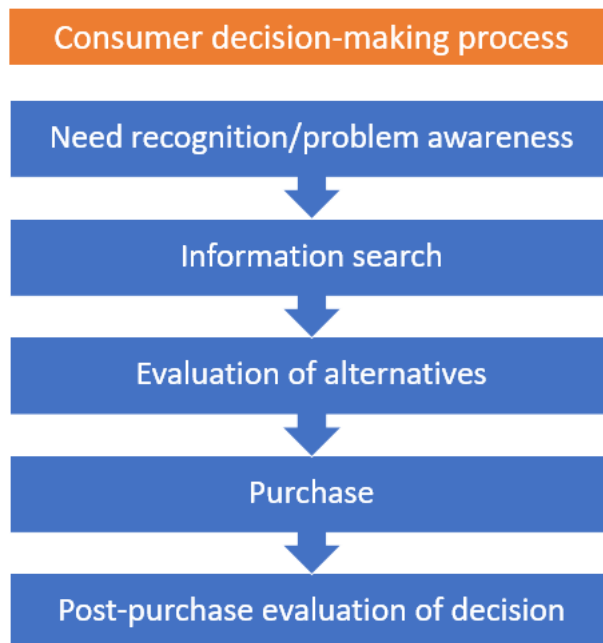 Consumer decision-making process
Need recognition/problem awareness
Information search
Evaluation of alternatives
Purchase
Post-purchase evaluation of decision